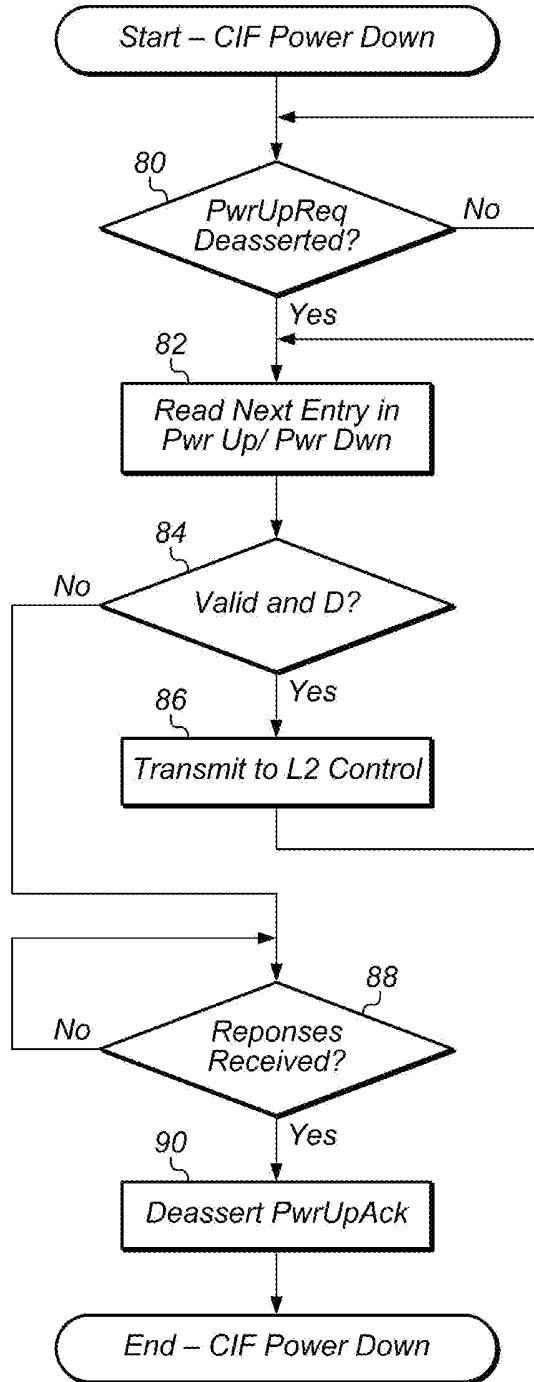 Start – CIF Power Down
80
PwrUpReq
Deasserted?
No
Yes
82
Read Next Entry in
Pwr Up/ Pwr Dwn
84
No
Valid and D?
Yes
86
Transmit to L2 Control
88
No
Reponses
Received?
Yes
90
Deassert PwrUpAck
End – CIF Power Down